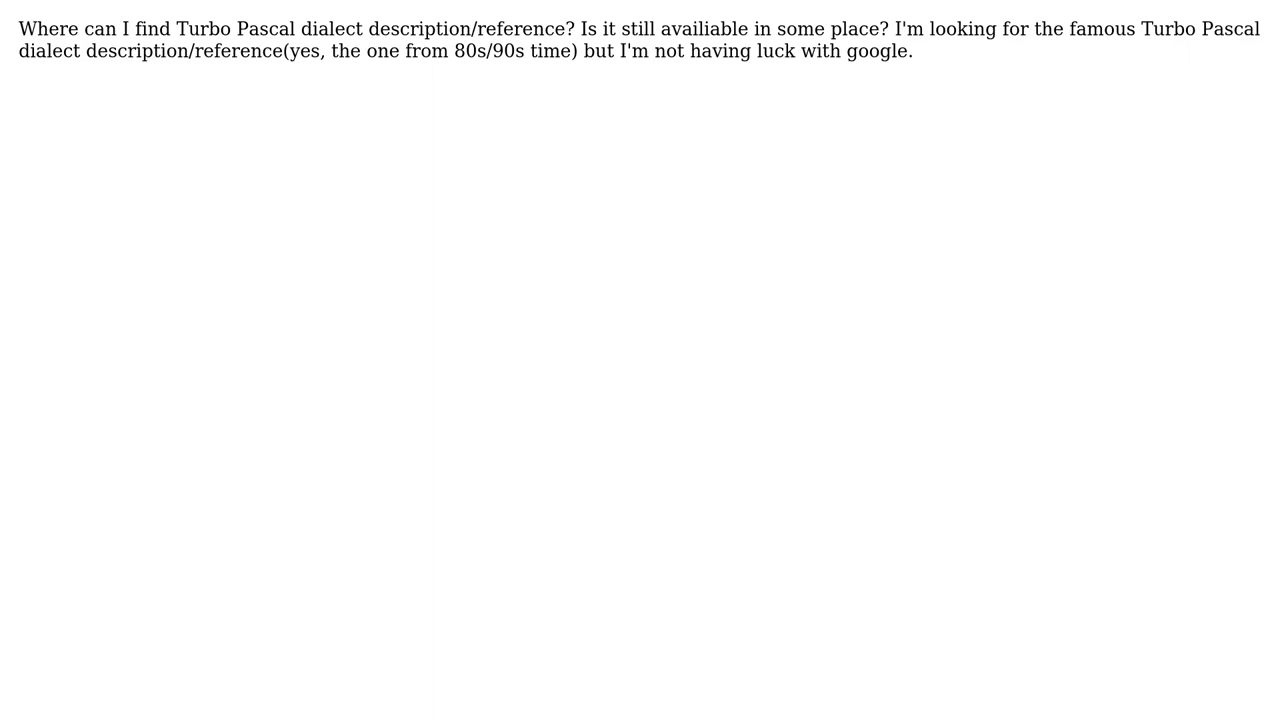 Where can I find Turbo Pascal dialect description/reference? Is it still availiable in some place? I'm looking for the famous Turbo Pascal
dialect description/reference(yes, the one from 80s/90s time) but I'm not having luck with google.